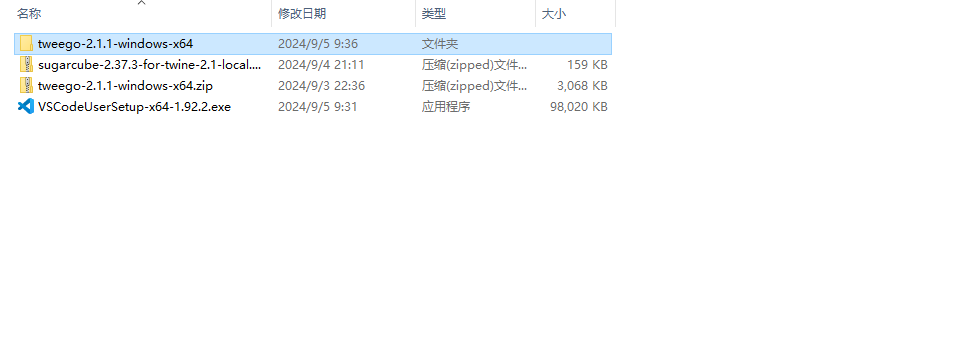 名称 修改日期 类型 大小
tweego-2.1.1-windows-x64 2024/9/5 9:36 文件夹
sugarcube-2.37.3-for-twine-2.1-local.... 2024/9/4 21:11 压缩(zipped)文件... 159 KB
tweego-2.1.1-windows-x64.zip 2024/9/3 22:36 压缩(zipped)文件... 3,068 KB
VSCodeUserSetup-x64-1.92.2.exe 2024/9/5 9:31 应用程序 98,020 KB